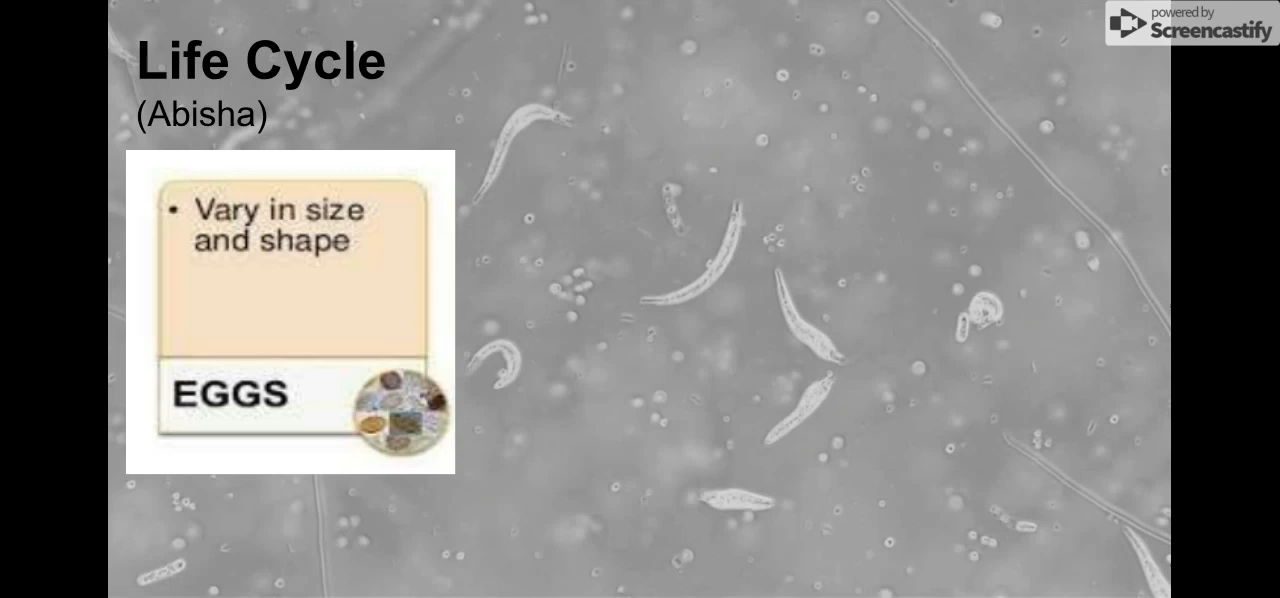 powered by
Screencastify
Life Cycle
(Abisha)
• Vary in size
and shape
EGGS